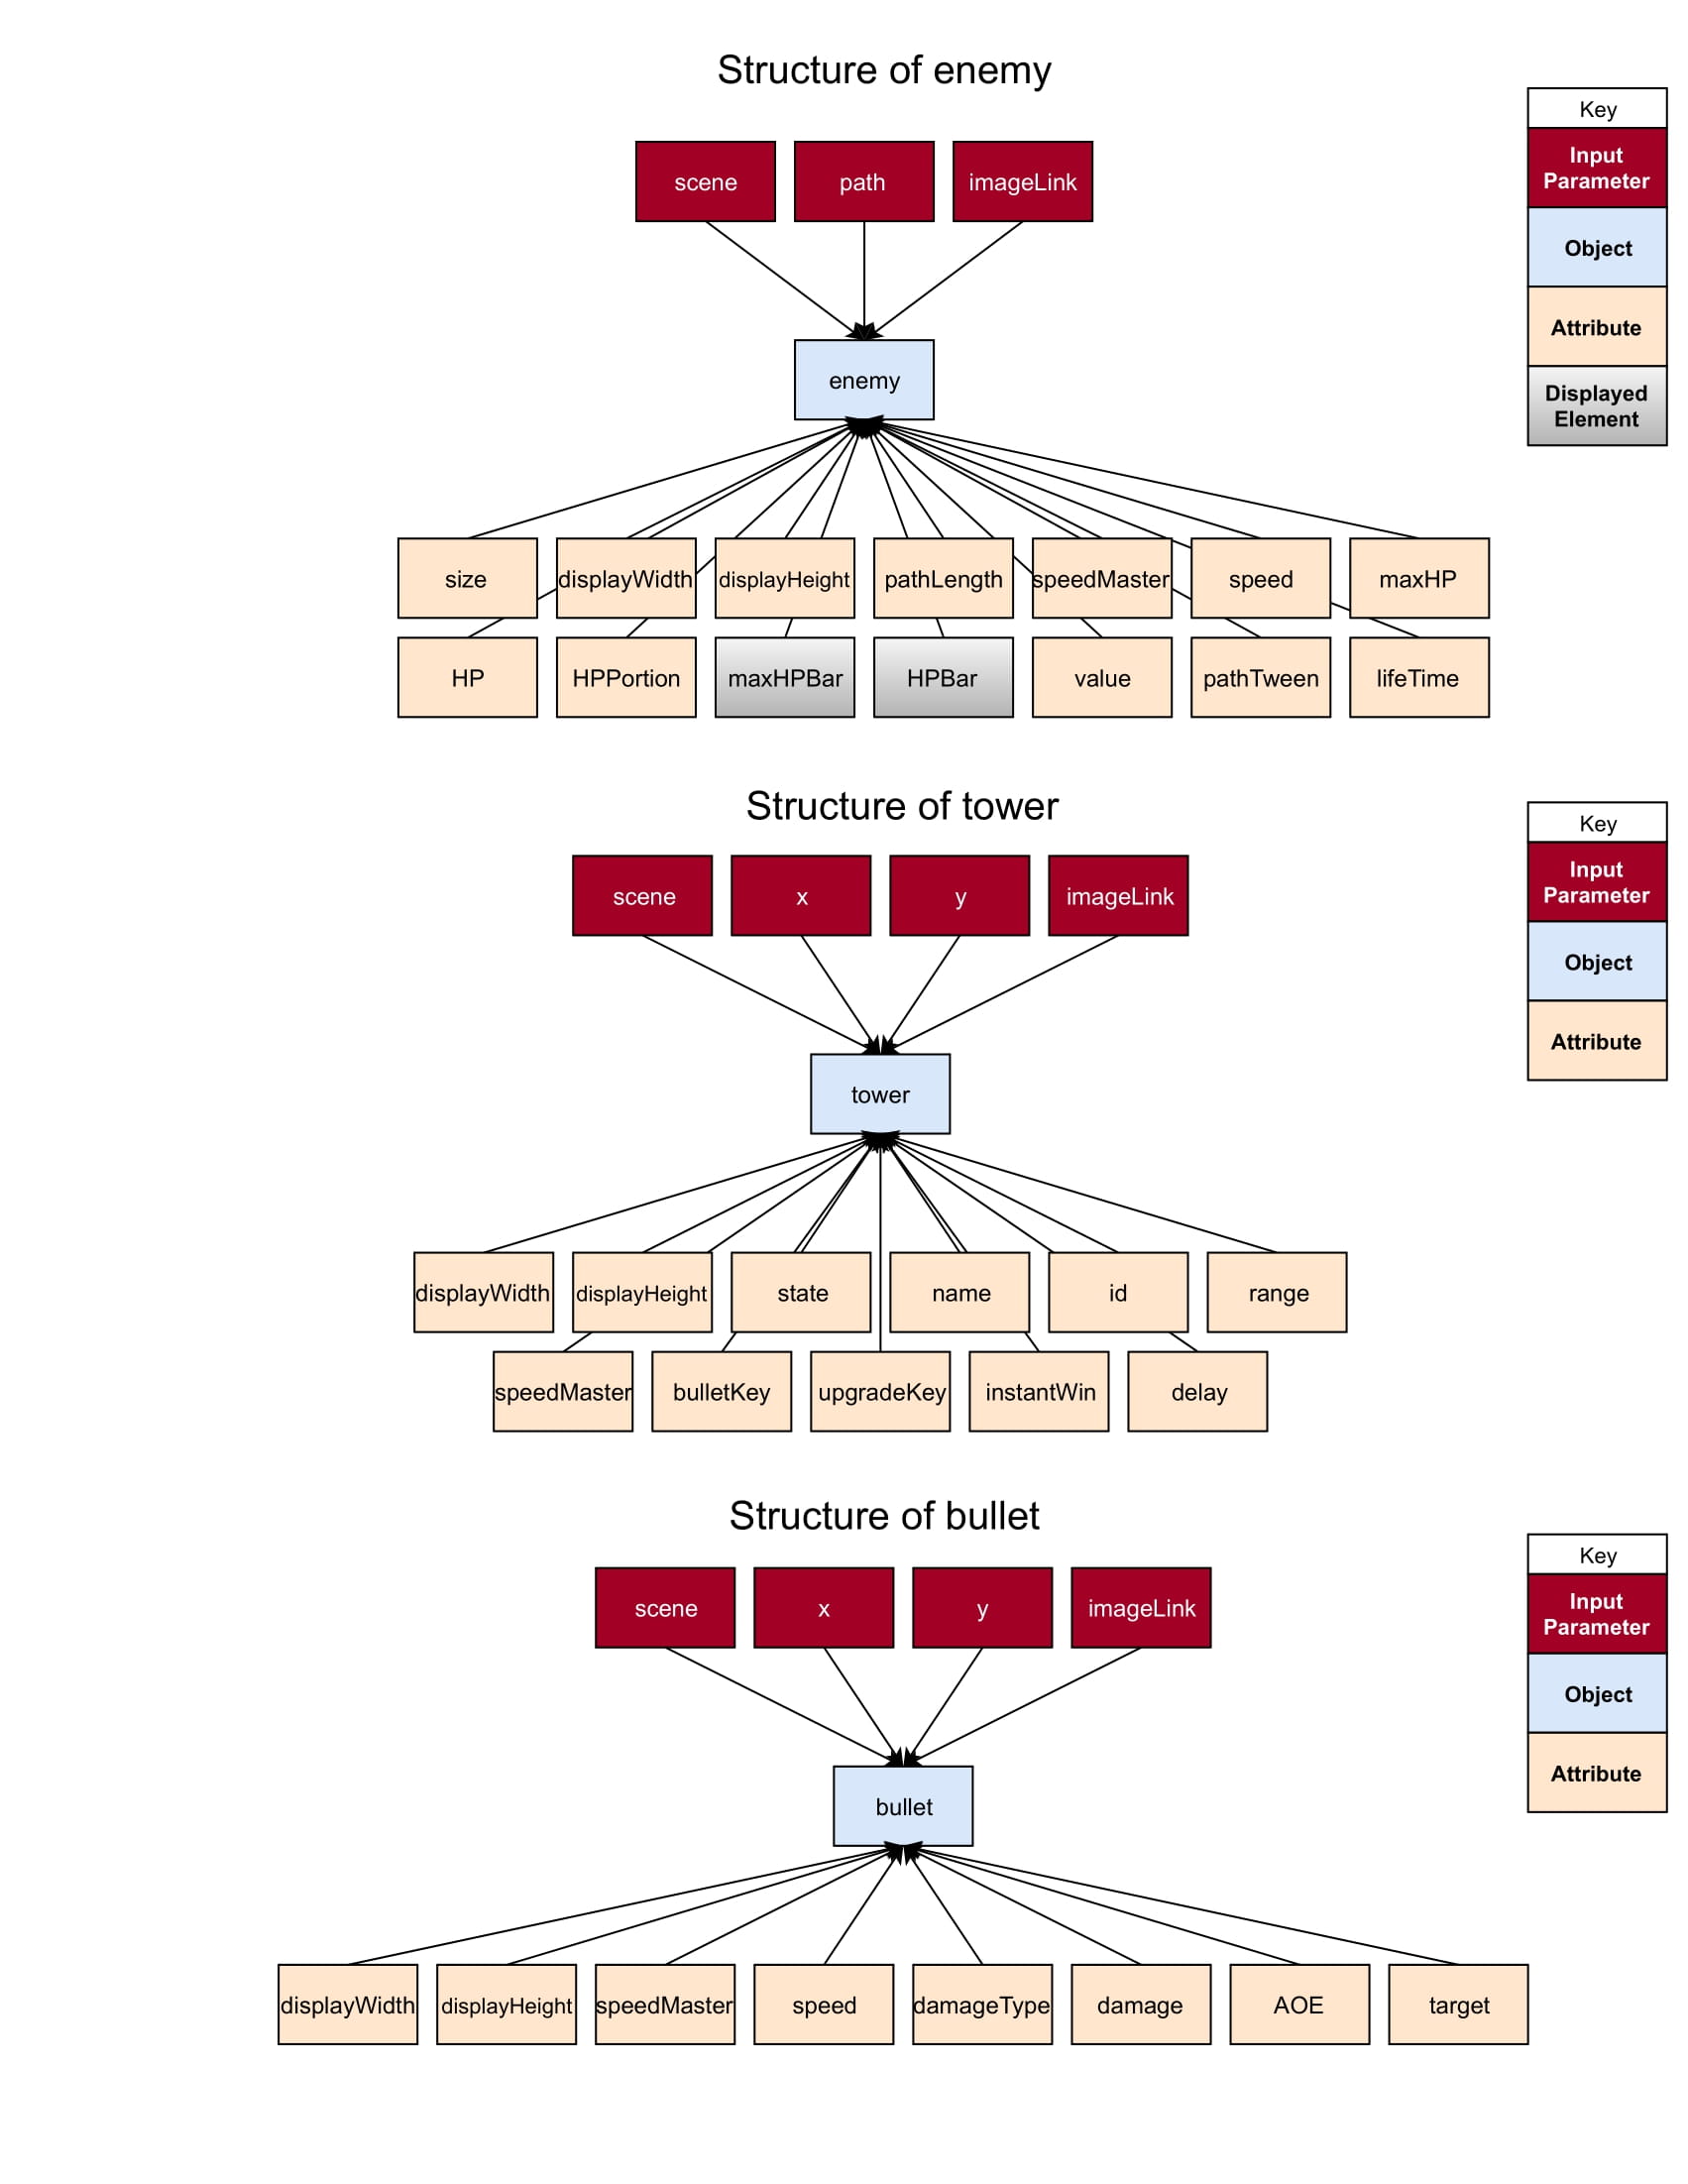 Structure of enemy
Key
scene
path
imageLink
Input
Parameter
Object
enemy
Attribute
Displayed
Element
size
displayWidth
displayHeight
pathLength
speedMaster
speed
maxHP
HP
HPPortion
maxHPBar
HPBar
value
pathTween
lifeTime
Structure of tower
Key
scene
x
y
imageLink
Input
Parameter
Object
Attribute
tower
displayWidth
displayHeight
state
name
id
range
speedMaster
bulletKey
upgradeKey
instantWin
delay
Structure of bullet
Key
scene
x
y
imageLink
Input
Parameter
Object
Attribute
bullet
displayWidth
displayHeight
speedMaster
speed
damageType
damage
AOE
target